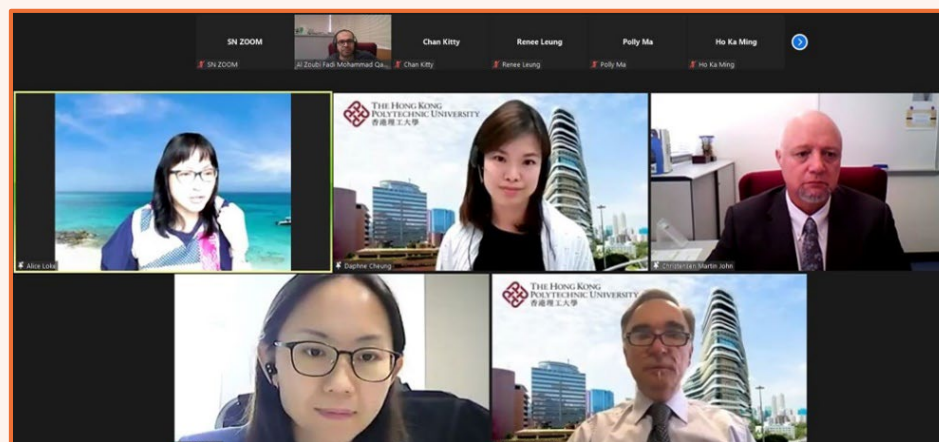 SN ZOOM
Chan Kitty
Renee Leung
Polly Ma
Ho Ka Ming
SN ZOOM
Al Zoubi Fadi Mohammad Qa...
Chan Kitty
Renee Leung
Polly Ma
Ho Ka Ming
THE HONG KONG
POLYTECHNIC UNIVERSITY
香港理工大學
Alice Loke
Daphne Cheung
Christensen Martin John
THE HONG KONG
POLYTECHNIC UNIVERSITY
香港理工大學